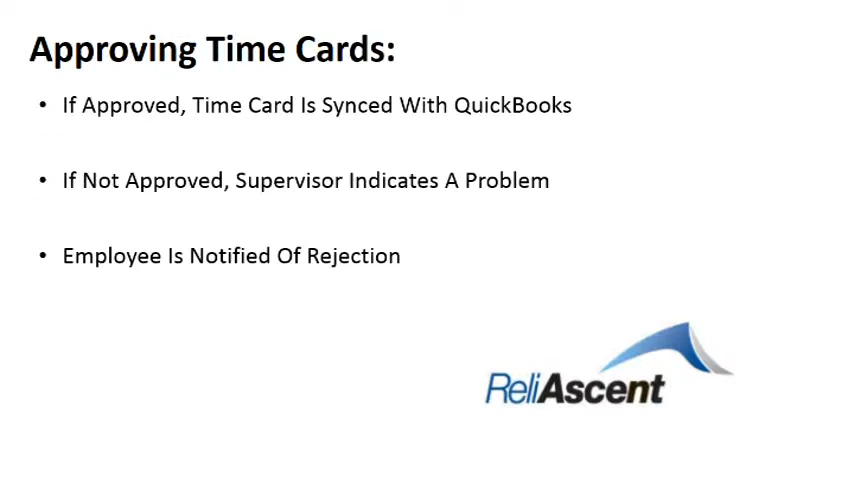 Approving Time Cards:
• If Approved, Time Card Is Synced With QuickBooks
• If Not Approved, Supervisor Indicates A Problem
• Employee Is Notified Of Rejection
ReliAscent